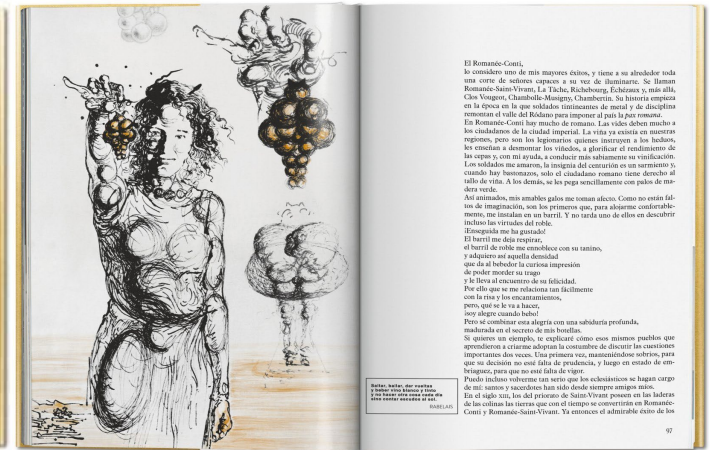 El Romanée-Conti,
lo considero uno de mis mayores éxitos, y tiene a su alrededor toda
una corte de señores capaces a su vez de iluminarte. Se llaman
Romanée-Saint-Vivant, La Tâche, Richebourg, Échézaux y, más allá,
Clos Vougeot, Chambolle-Musigny, Chambertin. Su historia empieza
en la época en la que soldados tintineantes de metal y de disciplina
remontan el valle del Ródano para imponer al país la pax romana.
En Romanée-Conti hay mucho de romano. Las vides deben mucho a
los ciudadanos de la ciudad imperial. La viña ya existía en nuestras
regiones, pero son los legionarios quienes instruyen a los heduos,
les enseñan a desmontar los viñedos, a glorificar el rendimiento de
las cepas y, con mi ayuda, a conducir más sabiamente su vinificación.
Los soldados me amaron, la insignia del centurión es un sarmiento y,
cuando hay bastonazos, solo el ciudadano romano tiene derecho al
tallo de viña. A los demás, se les pega sencillamente con palos de ma-
dera verde.
Así animados, mis amables galos me toman afecto. Como no están fal-
tos de imaginación, son los primeros que, para alojarme confortable-
mente, me instalan en un barril. Y no tarda uno de ellos en descubrir
incluso las virtudes del roble.
¡Enseguida me ha gustado!
El barril me deja respirar,
el barril de roble me ennoblece con su tanino,
y adquiero así aquella densidad
que da al bebedor la curiosa impresión
de poder morder su trago
y le lleva al encuentro de su felicidad.
Por ello que se me relaciona tan fácilmente
con la risa y los encantamientos,
pero, qué se le va a hacer,
¡soy alegre cuando bebo!
Pero sé combinar esta alegría con una sabiduría profunda,
madurada en el secreto de mis botellas.
Si quieres un ejemplo, te explicaré cómo esos mismos pueblos que
aprendieron a criarme adoptan la costumbre de discutir las cuestiones
importantes dos veces. Una primera vez, manteniéndose sobrios, para
que su decisión no esté falta de prudencia, y luego en estado de em-
briaguez, para que no esté falta de vigor.
Puedo incluso volverme tan serio que los eclesiásticos se hagan cargo
de mí: santos y sacerdotes han sido desde siempre amigos míos.
En el siglo XIII, los del priorato de Saint-Vivant poseen en las laderas
de las colinas las tierras que con el tiempo se convertirán en Romanée-
Conti y Romanée-Saint-Vivant. Ya entonces el admirable éxito de los
Saltar, bailar, dar vueltas
y beber vino blanco y tinto
y no hacer otra cosa cada día
sino contar escudos al sol.
RABELAIS
97